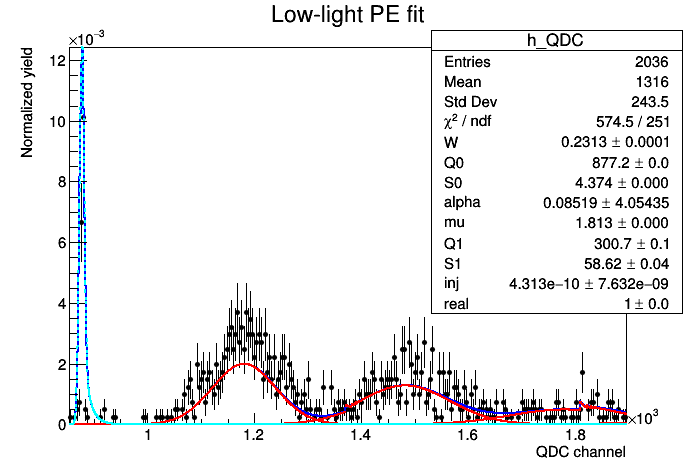 Low-light PE fit
×10⁻³
Normalized yield
12
10
8
6
4
2
0
1
1.2
1.4
1.6
1.8
×10³
QDC channel
h_QDC
Entries 2036
Mean 1316
Std Dev 243.5
χ² / ndf 574.5 / 251
W 0.2313 ± 0.0001
Q0 877.2 ± 0.0
S0 4.374 ± 0.000
alpha 0.08519 ± 4.05435
mu 1.813 ± 0.000
Q1 300.7 ± 0.1
S1 58.62 ± 0.04
inj 4.313e−10 ± 7.632e−09
real 1 ± 0.0